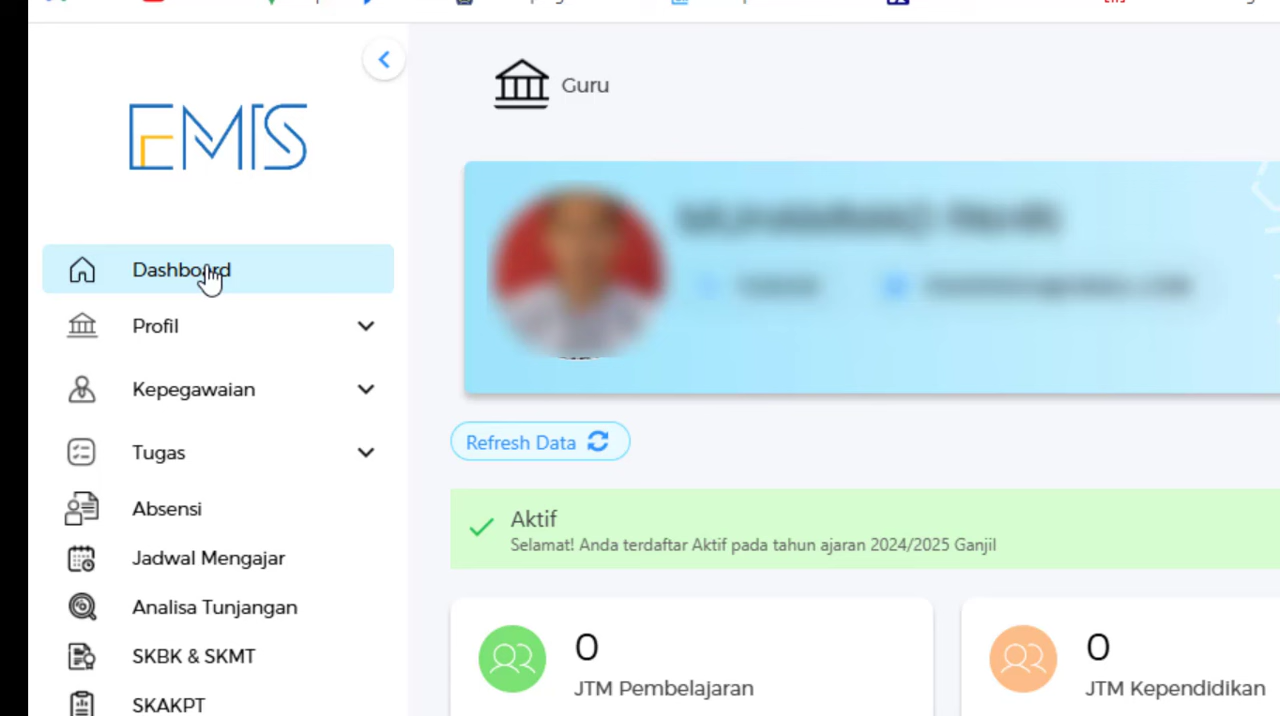 Guru
EMIS
Dashboard
Profil
Kepegawaian
Tugas
Absensi
Jadwal Mengajar
Analisa Tunjangan
SKBK & SKMT
SKAKPT
Refresh Data
Aktif
Selamat! Anda terdaftar Aktif pada tahun ajaran 2024/2025 Ganjil
0
JTM Pembelajaran
0
JTM Kependidikan